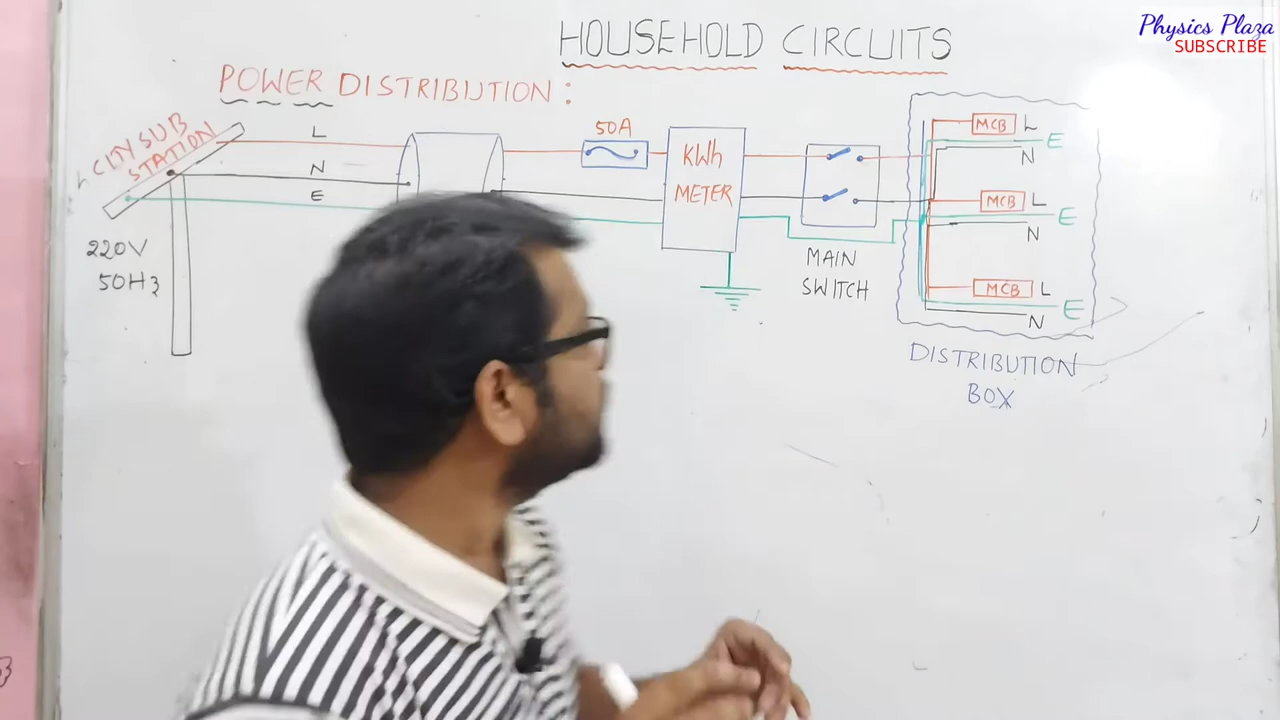 Physics Plaza
SUBSCRIBE
HOUSEHOLD CIRCUITS
POWER DISTRIBUTION :
CITY SUB
STATION
L
N
E
220V
50Hz
50A
KWh
METER
MAIN
SWITCH
MCB L
E
N
MCB L
E
N
MCB L
E
N
DISTRIBUTION
BOX